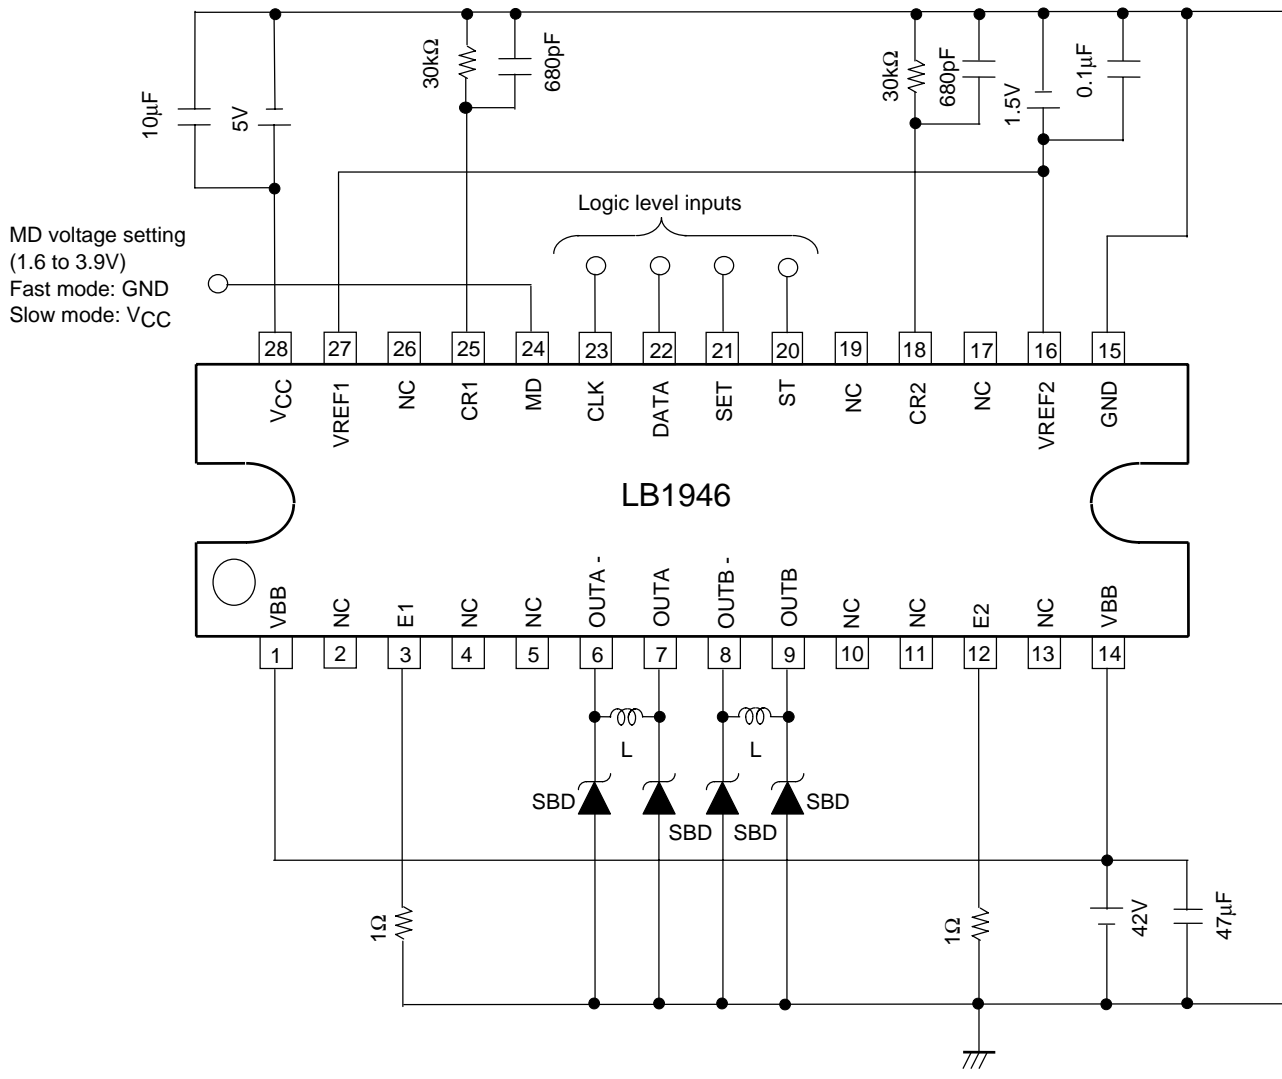 10μF
5V
30kΩ
680pF
30kΩ
680pF
1.5V
0.1μF
MD voltage setting
(1.6 to 3.9V)
Fast mode: GND
Slow mode: VCC
Logic level inputs
28 27 26 25 24 23 22 21 20 19 18 17 16 15
VCC
VREF1
NC
CR1
MD
CLK
DATA
SET
ST
NC
CR2
NC
VREF2
GND
LB1946
VBB
NC
E1
NC
NC
OUTA -
OUTA
OUTB -
OUTB
NC
NC
E2
NC
VBB
1 2 3 4 5 6 7 8 9 10 11 12 13 14
L
L
SBD
SBD
SBD
SBD
1Ω
1Ω
42V
47μF